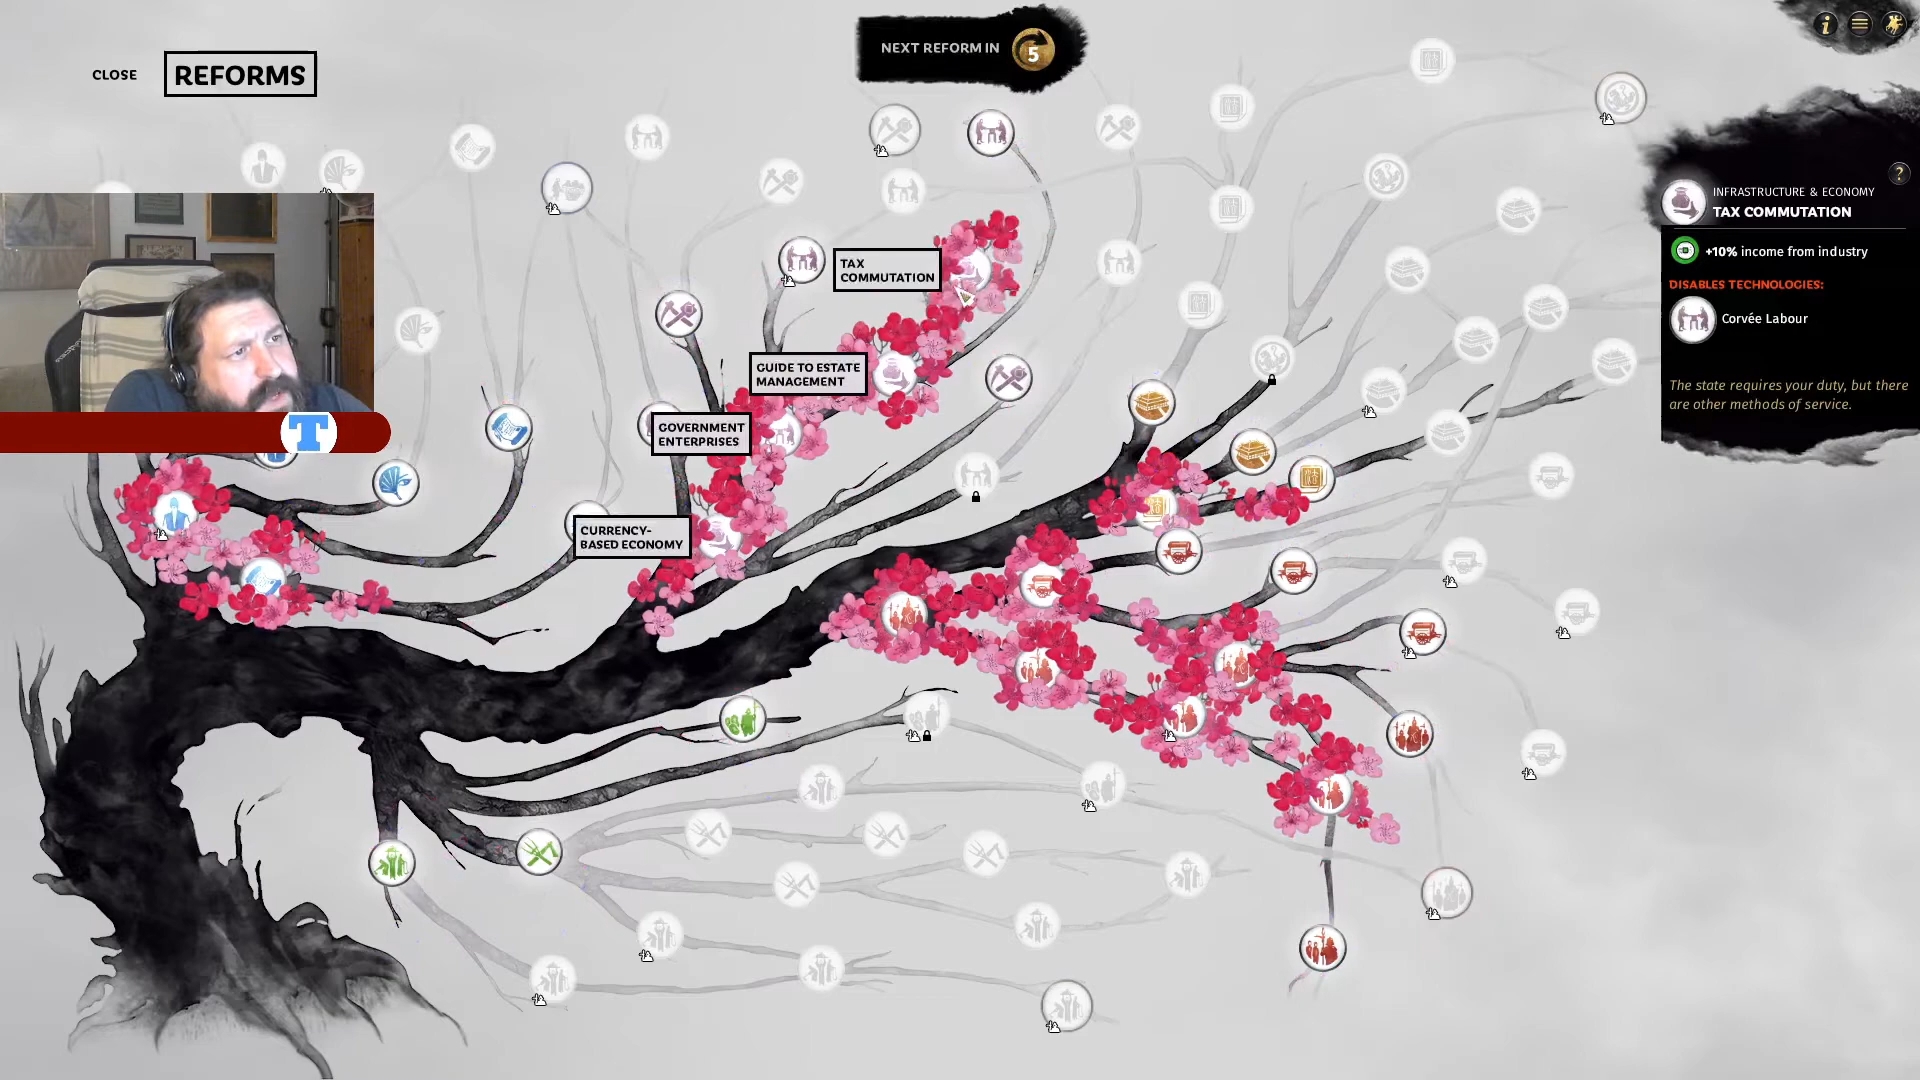 NEXT REFORM IN
5
CLOSE
REFORMS
INFRASTRUCTURE & ECONOMY
TAX COMMUTATION
?
+10% income from industry
DISABLES TECHNOLOGIES:
Corvée Labour
The state requires your duty, but there
are other methods of service.
TAX
COMMUTATION
GUIDE TO ESTATE
MANAGEMENT
GOVERNMENT
ENTERPRISES
CURRENCY-
BASED ECONOMY
T